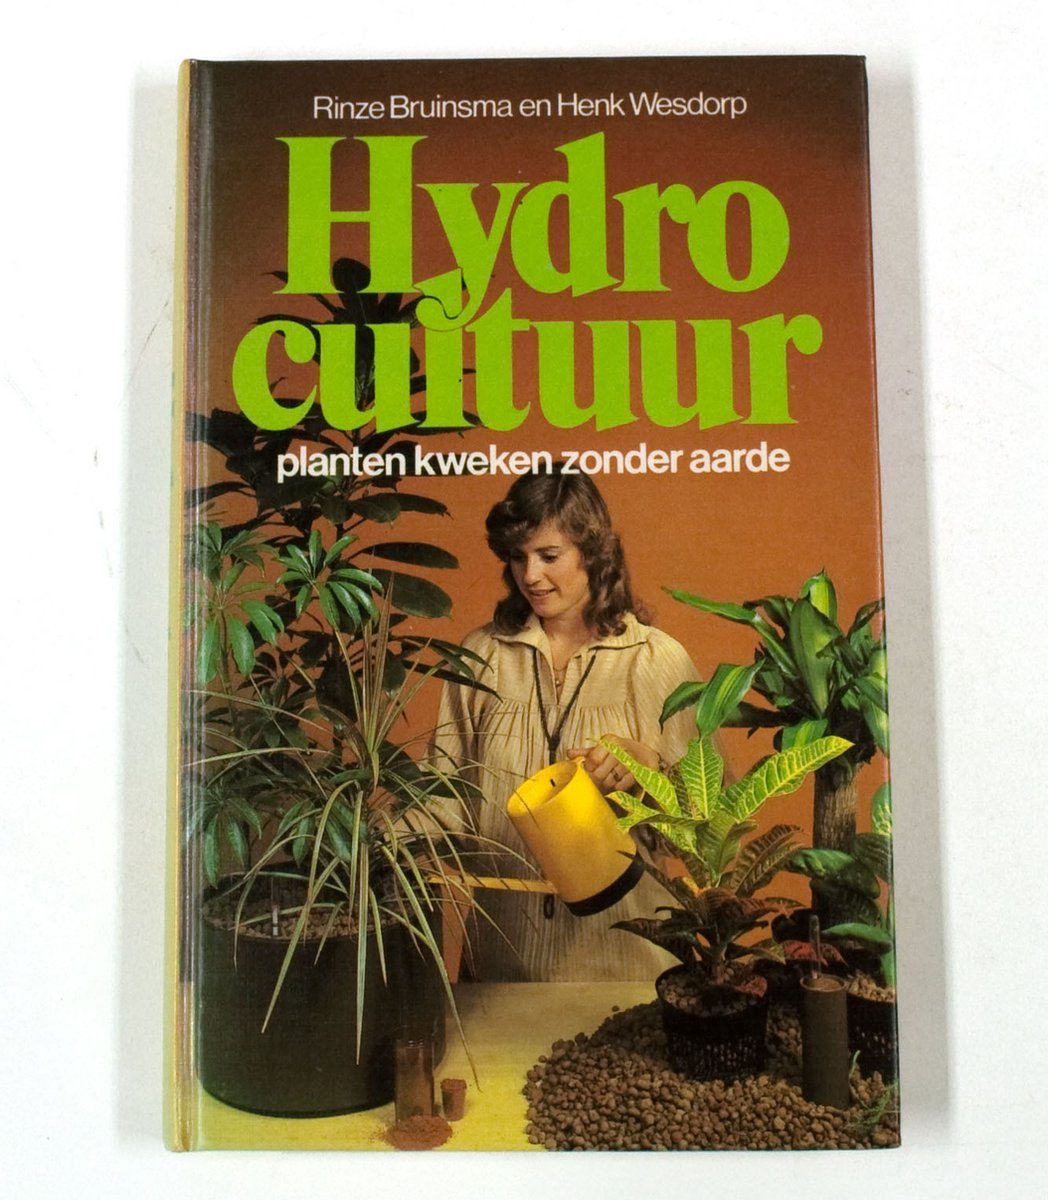 Rinze Bruinsma en Henk Wesdorp
Hydro
cultuur
planten kweken zonder aarde